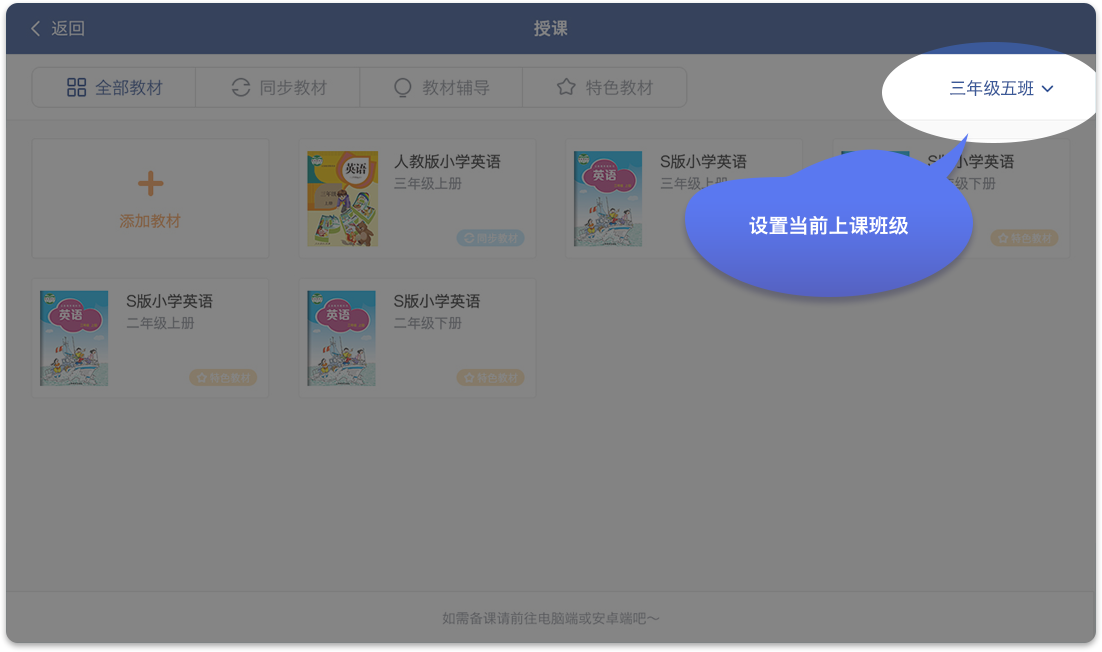 返回
授课
全部教材
同步教材
教材辅导
特色教材
三年级五班
设置当前上课班级
添加教材
人教版小学英语
三年级上册
同步教材
英语
S版小学英语
三年级上册
英语
S版小学英语
年级下册
特色教材
S版小学英语
二年级上册
特色教材
英语
S版小学英语
二年级下册
特色教材
英语
如需备课请前往电脑端或安卓端吧～